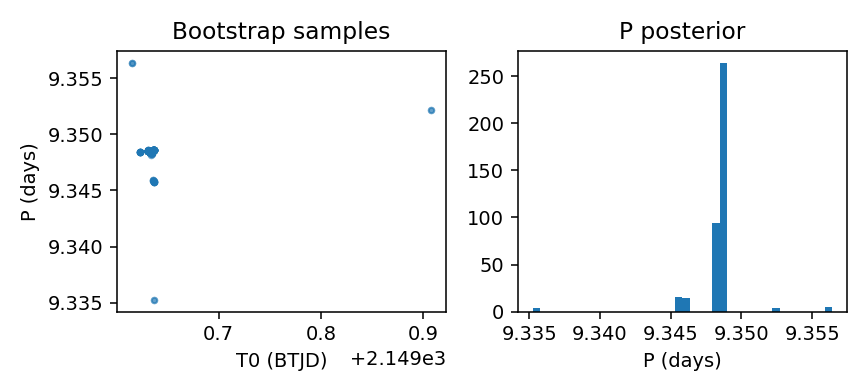 Bootstrap samples
P (days)
9.355
9.350
9.345
9.340
9.335
0.7 0.8 0.9
T0 (BTJD) +2.149e3
P posterior
250
200
150
100
50
0
9.335 9.340 9.345 9.350 9.355
P (days)